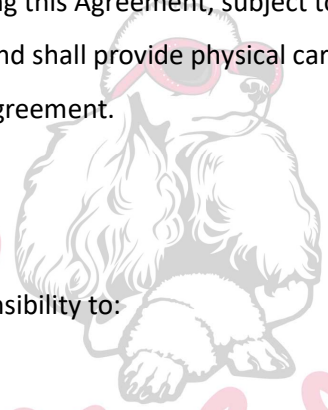 ng this Agreement, subject to
nd shall provide physical car
greement.
nsibility to: